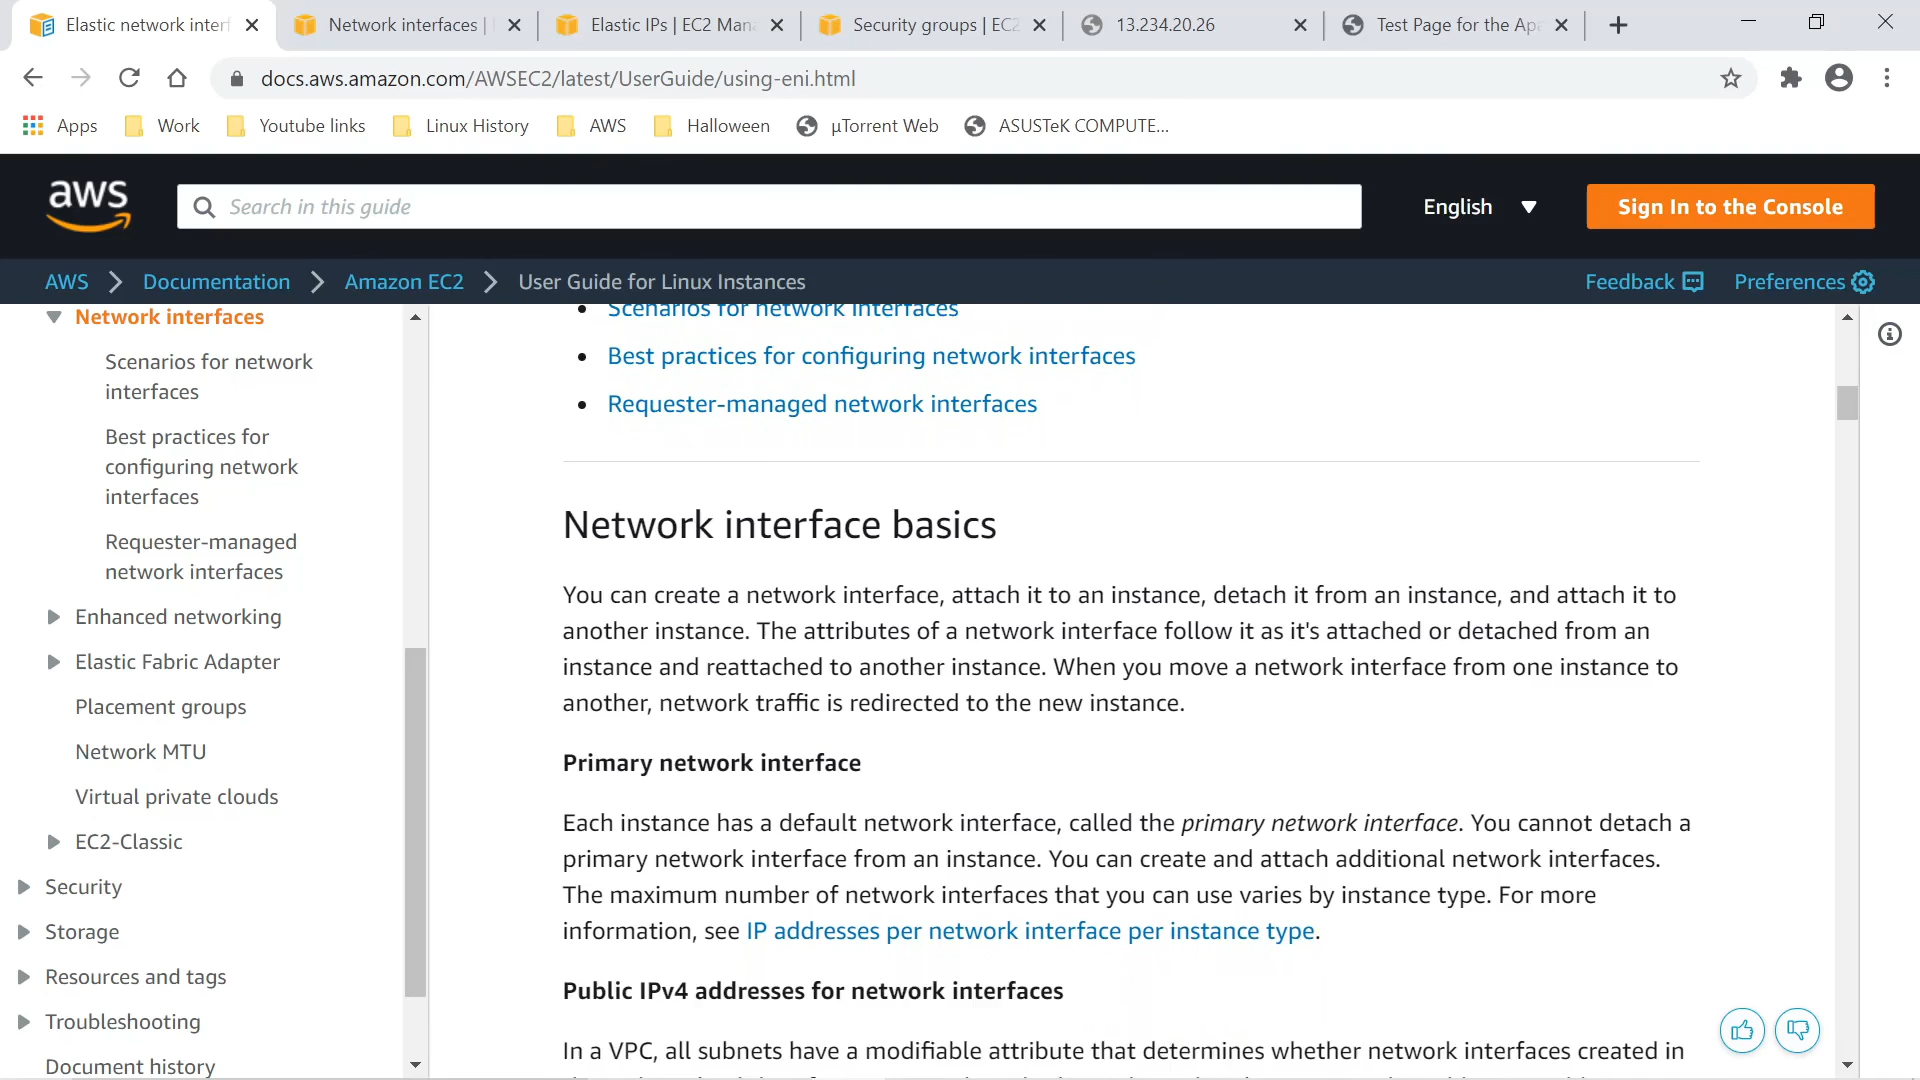 Elastic network inter
Network interfaces |
Elastic IPs | EC2 Mana
Security groups | EC2
13.234.20.26
Test Page for the Apa
docs.aws.amazon.com/AWSEC2/latest/UserGuide/using-eni.html
Apps
Work
Youtube links
Linux History
AWS
Halloween
µTorrent Web
ASUSTeK COMPUTE...
aws
Search in this guide
English
Sign In to the Console
AWS
Documentation
Amazon EC2
User Guide for Linux Instances
Feedback
Preferences
Network interfaces
Scenarios for network
interfaces
Best practices for
configuring network
interfaces
Requester-managed
network interfaces
Enhanced networking
Elastic Fabric Adapter
Placement groups
Network MTU
Virtual private clouds
EC2-Classic
Security
Storage
Resources and tags
Troubleshooting
Document history
Scenarios for network interfaces
Best practices for configuring network interfaces
Requester-managed network interfaces
Network interface basics
You can create a network interface, attach it to an instance, detach it from an instance, and attach it to
another instance. The attributes of a network interface follow it as it's attached or detached from an
instance and reattached to another instance. When you move a network interface from one instance to
another, network traffic is redirected to the new instance.
Primary network interface
Each instance has a default network interface, called the primary network interface. You cannot detach a
primary network interface from an instance. You can create and attach additional network interfaces.
The maximum number of network interfaces that you can use varies by instance type. For more
information, see IP addresses per network interface per instance type.
Public IPv4 addresses for network interfaces
In a VPC, all subnets have a modifiable attribute that determines whether network interfaces created in